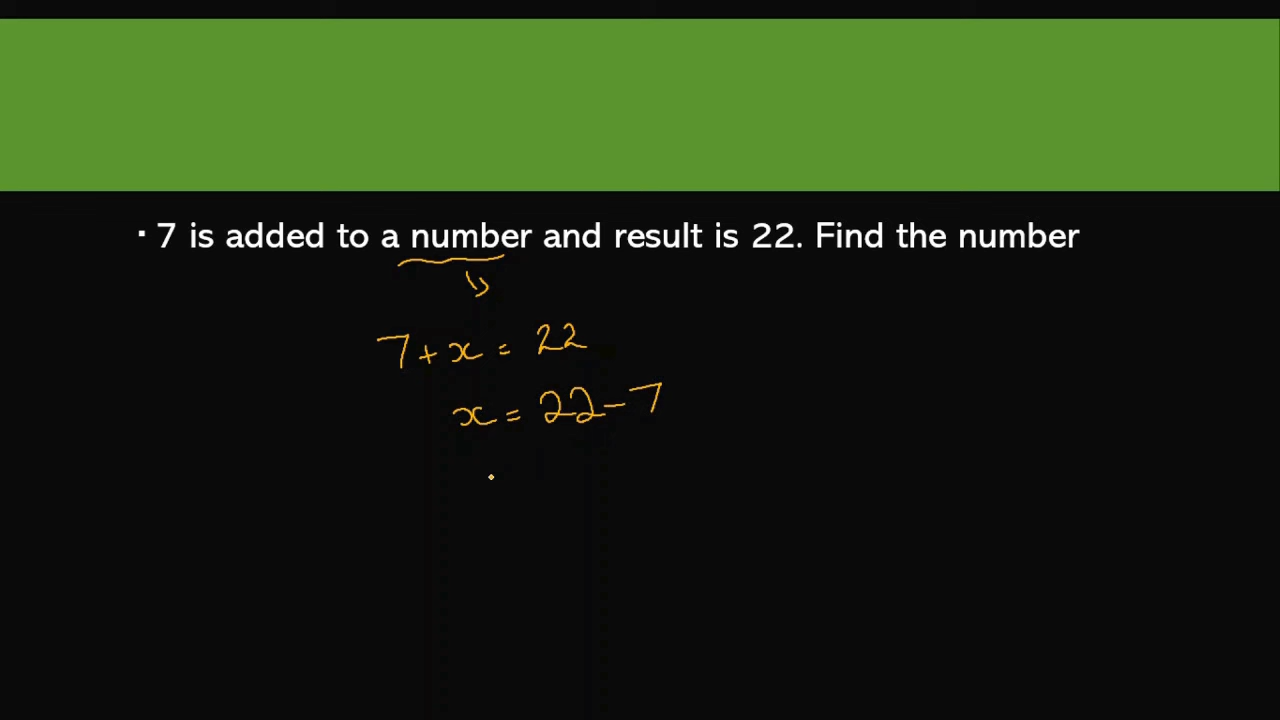 · 7 is added to a number and result is 22. Find the number
7+x = 22
x = 22-7